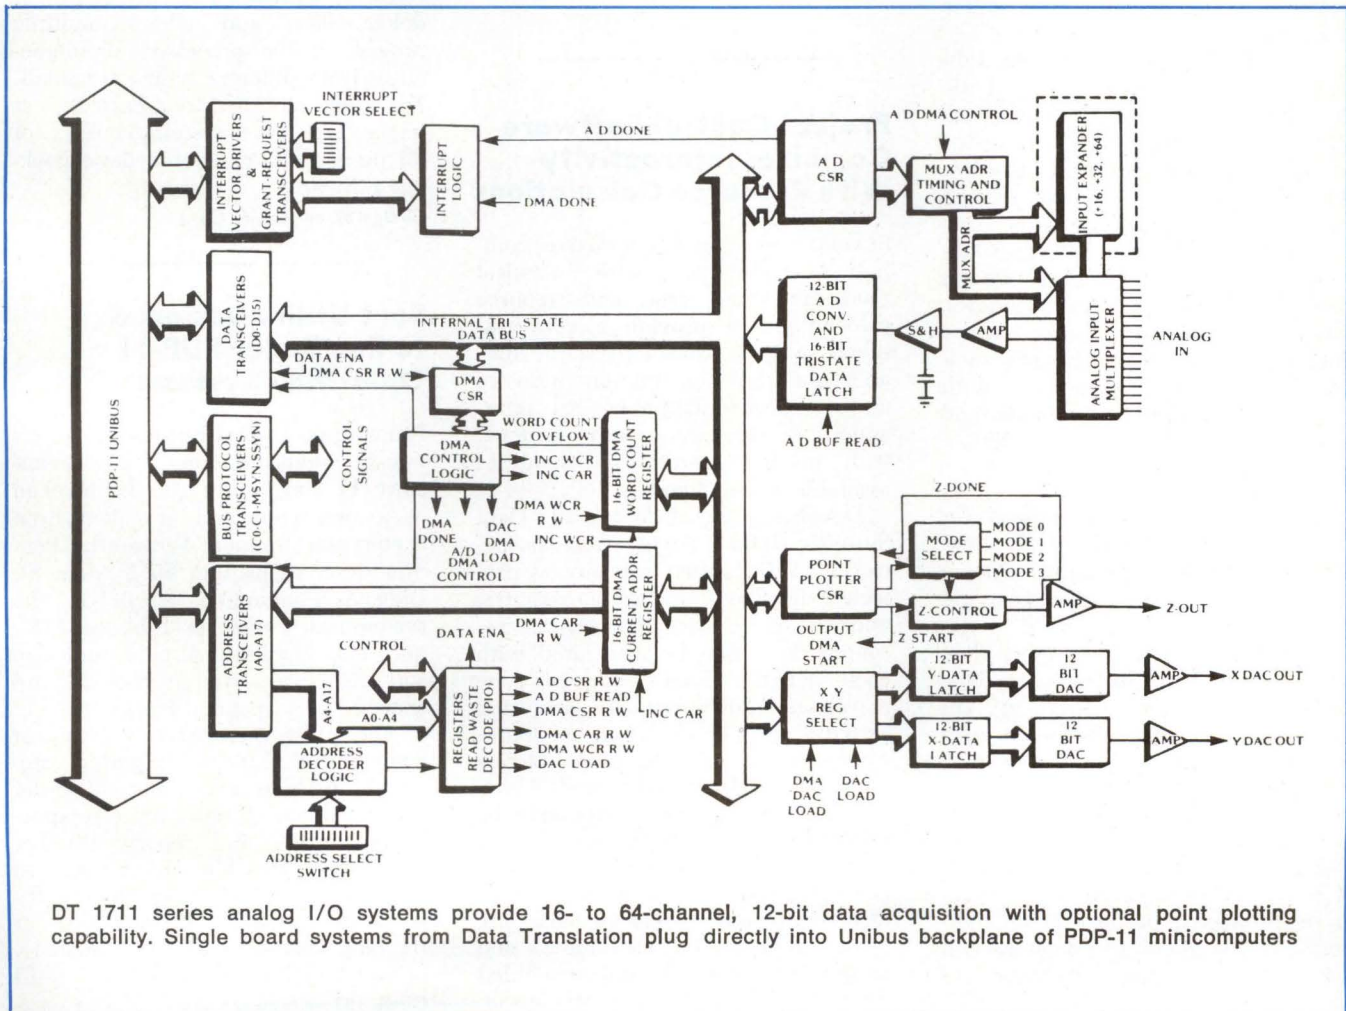 INTERRUPT
VECTOR SELECT
INTERRUPT
VECTOR DRIVERS
&
GRANT-REQUEST
TRANSCEIVERS
INTERRUPT
LOGIC
A D DONE
DMA DONE
PDP-11 UNIBUS
DATA
TRANSCEIVERS
(D0-D15)
INTERNAL TRI STATE
DATA BUS
DATA ENA
DMA CSR R W
DMA
CSR
BUS PROTOCOL
TRANSCEIVERS
(C0-C1-MSYN-SSYN)
CONTROL
SIGNALS
DMA
CONTROL
LOGIC
WORD COUNT
OVFLOW
INC WCR
INC CAR
DMA
DONE
A/D
DMA
CONTROL
DAC
DMA
LOAD
16-BIT DMA
WORD COUNT
REGISTER
DMA WCR
R W
INC WCR
ADDRESS
TRANSCEIVERS
(A0-A17)
16-BIT DMA
CURRENT ADDR
REGISTER
DMA CAR
R W
INC CAR
DATA ENA
CONTROL
A4-A17
A0-A4
REGISTERS
READ WASTE
DECODE (PIO)
A D CSR R W
A D BUF READ
DMA CSR R W
DMA CAR R W
DMA WCR R W
DAC LOAD
ADDRESS
DECODER
LOGIC
ADDRESS SELECT
SWITCH
A D
CSR
A D DMA CONTROL
MUX ADR
TIMING AND
CONTROL
MUX ADR
INPUT EXPANDER
(+16, +32, +64)
12-BIT
A D
CONV.
AND
16-BIT
TRISTATE
DATA
LATCH
S&H
AMP
ANALOG INPUT
MULTIPLEXER
ANALOG
IN
A D BUF READ
Z-DONE
POINT
PLOTTER
CSR
MODE
SELECT
MODE 0
MODE 1
MODE 2
MODE 3
Z-CONTROL
AMP
Z-OUT
OUTPUT
DMA
START
Z START
X Y
REG
SELECT
12-BIT
Y-DATA
LATCH
12
BIT
DAC
AMP
X DAC OUT
12-BIT
X-DATA
LATCH
12
BIT
DAC
AMP
Y DAC OUT
DMA
DAC
LOAD
DAC
LOAD
DT 1711 series analog I/O systems provide 16- to 64-channel, 12-bit data acquisition with optional point plotting
capability. Single board systems from Data Translation plug directly into Unibus backplane of PDP-11 minicomputers